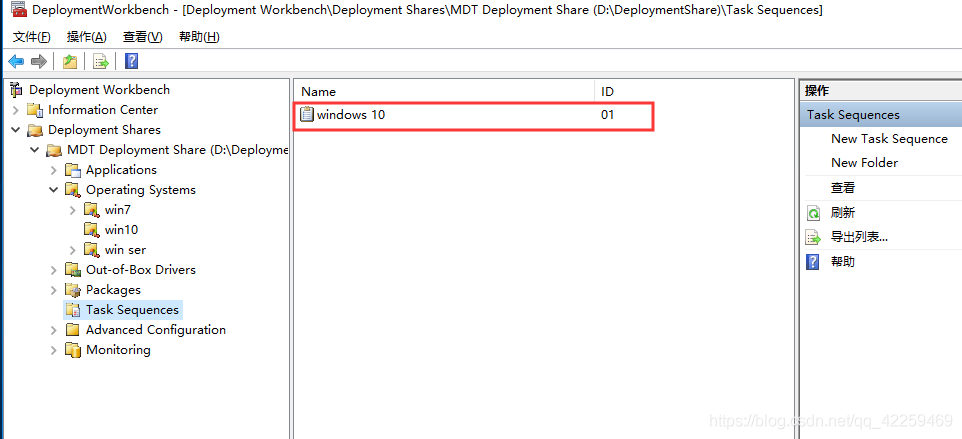 DeploymentWorkbench - [Deployment Workbench\Deployment Shares\MDT Deployment Share (D:\DeploymentShare)\Task Sequences]
文件(F) 操作(A) 查看(V) 帮助(H)
Deployment Workbench
Information Center
Deployment Shares
MDT Deployment Share (D:\Deployme
Applications
Operating Systems
win7
win10
win ser
Out-of-Box Drivers
Packages
Task Sequences
Advanced Configuration
Monitoring
Name ID
windows 10 01
操作
Task Sequences
New Task Sequence
New Folder
查看
刷新
导出列表...
帮助
https://blog.csdn.net/qq_42259469